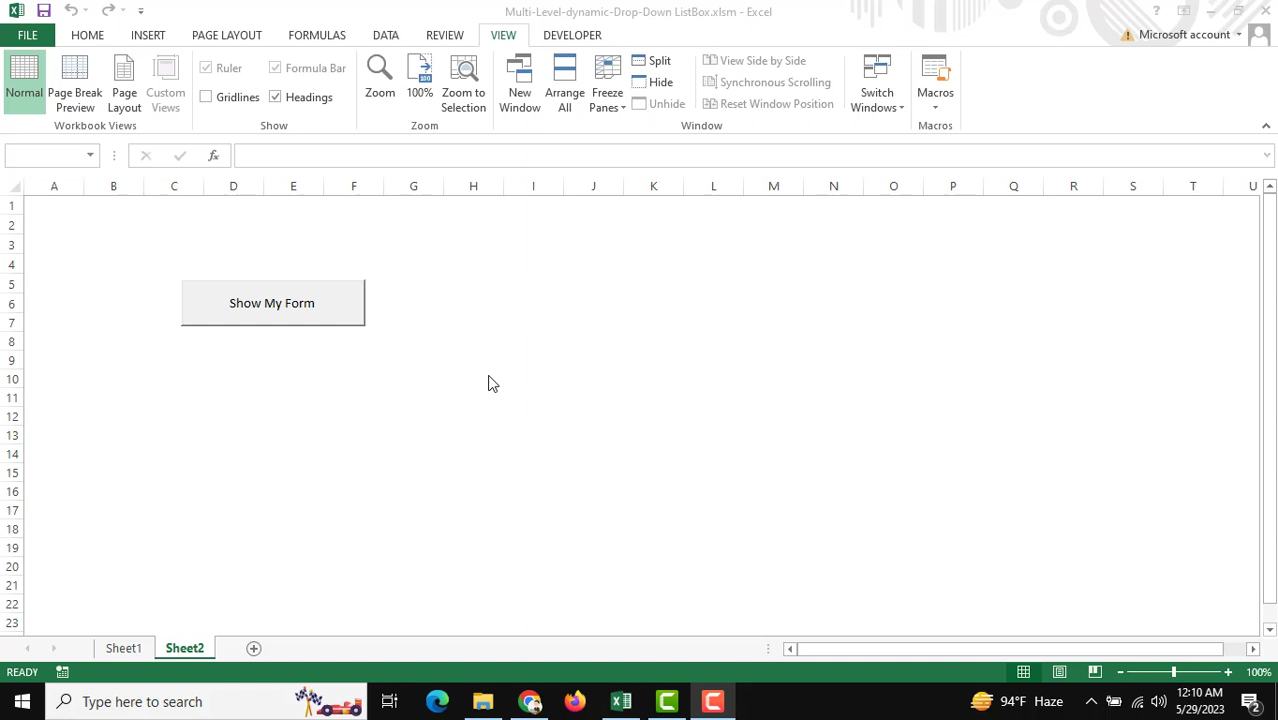 Multi-Level-dynamic-Drop-Down ListBox.xlsm - Excel
FILE HOME INSERT PAGE LAYOUT FORMULAS DATA REVIEW VIEW DEVELOPER Microsoft account
Normal
Page Break
Preview
Page
Layout
Custom
Views
Ruler
Formula Bar
Gridlines
Headings
Zoom
100%
Zoom to
Selection
New
Window
Arrange
All
Freeze
Panes
Split
Hide
Unhide
View Side by Side
Synchronous Scrolling
Reset Window Position
Switch
Windows
Macros
Workbook Views Show Zoom Window Macros
fx
A B C D E F G H I J K L M N O P Q R S T U
1
2
3
4
5
6
7
8
9
10
11
12
13
14
15
16
17
18
19
20
21
22
23
Show My Form
Sheet1 Sheet2
READY 100%
Type here to search
94°F Haze
12:10 AM
5/29/2023
2